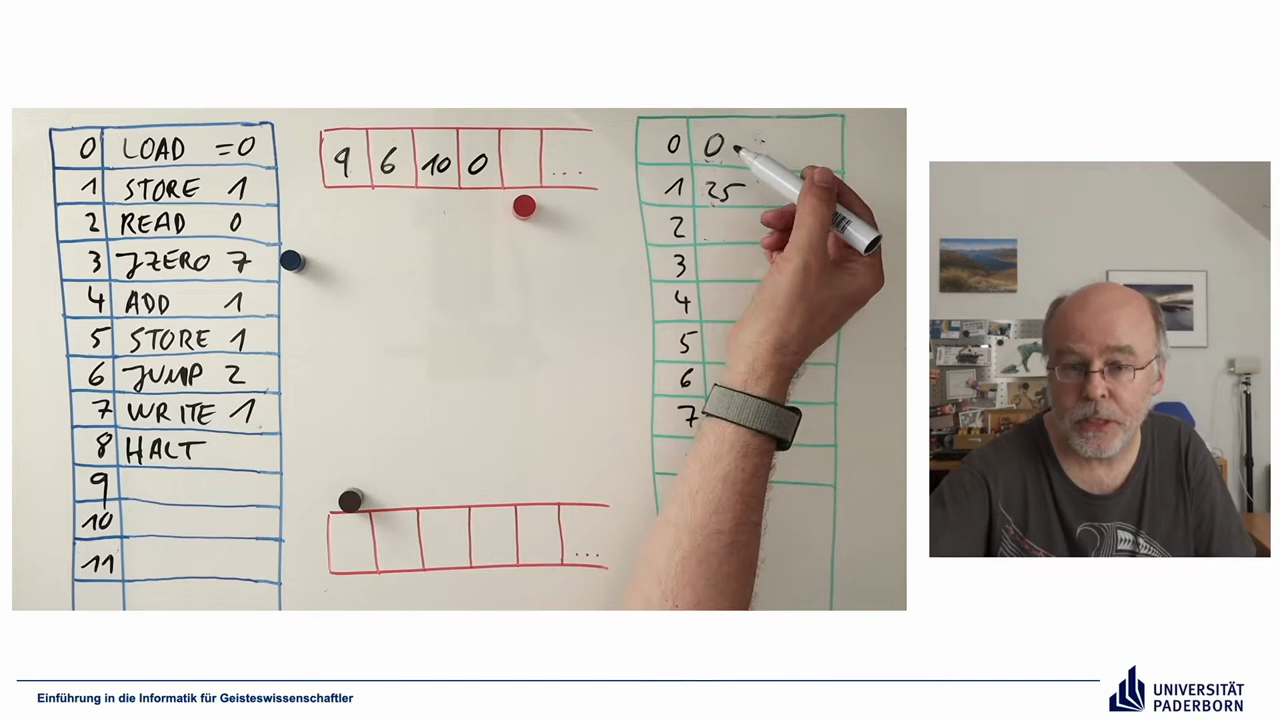 0 LOAD =0
1 STORE 1
2 READ 0
3 JZERO 7
4 ADD 1
5 STORE 1
6 JUMP 2
7 WRITE 1
8 HALT
9
10
11
9 6 10 0 ...
...
0 0
1 25
2
3
4
5
6
7
Einführung in die Informatik für Geisteswissenschaftler
UNIVERSITÄT
PADERBORN